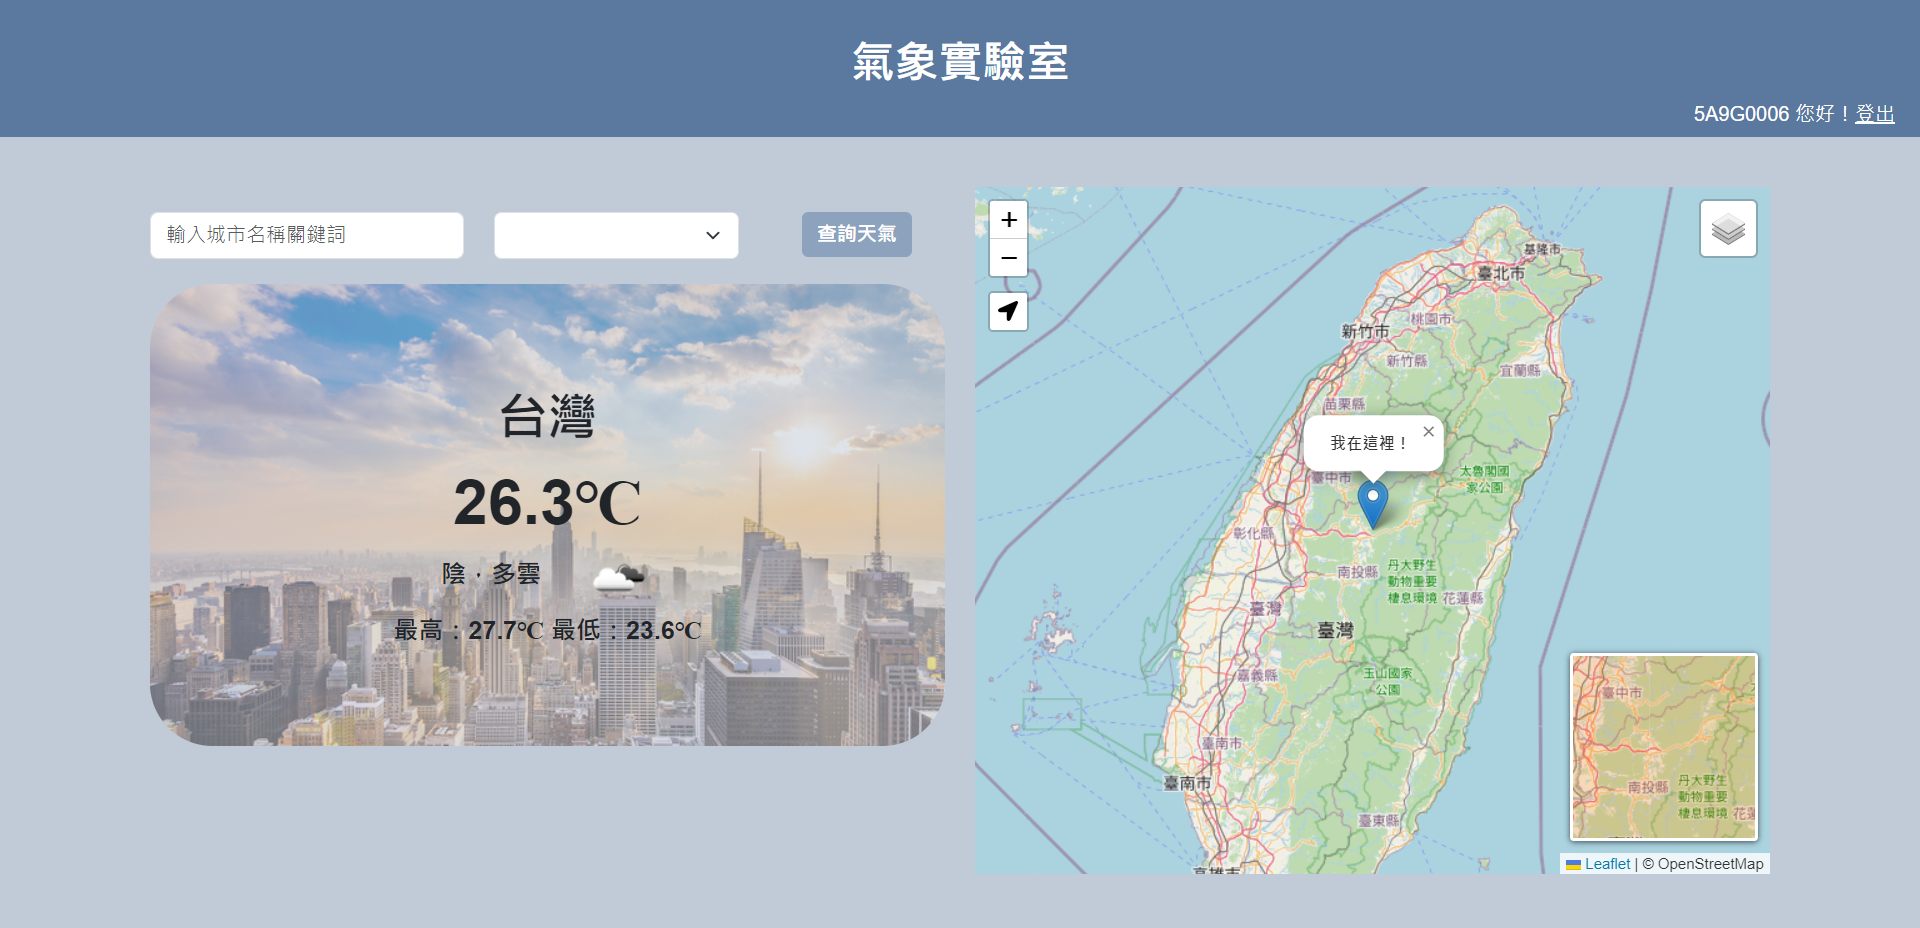 氣象實驗室
5A9G0006 您好！登出
輸入城市名稱關鍵詞
查詢天氣
台灣
26.3℃
陰，多雲
最高：27.7℃ 最低：23.6℃
+
−
基隆市
臺北市
桃園市
新竹市
新竹縣
宜蘭縣
苗栗縣
我在這裡！
×
臺中市
太魯閣國
家公園
彰化縣
南投縣
丹大野生
動物重要
棲息環境
花蓮縣
臺灣
臺灣
嘉義縣
玉山國家
公園
臺南市
臺南市
臺東縣
高雄市
臺中市
南投縣
丹大野生
動物重要
棲息環境
Leaflet | © OpenStreetMap